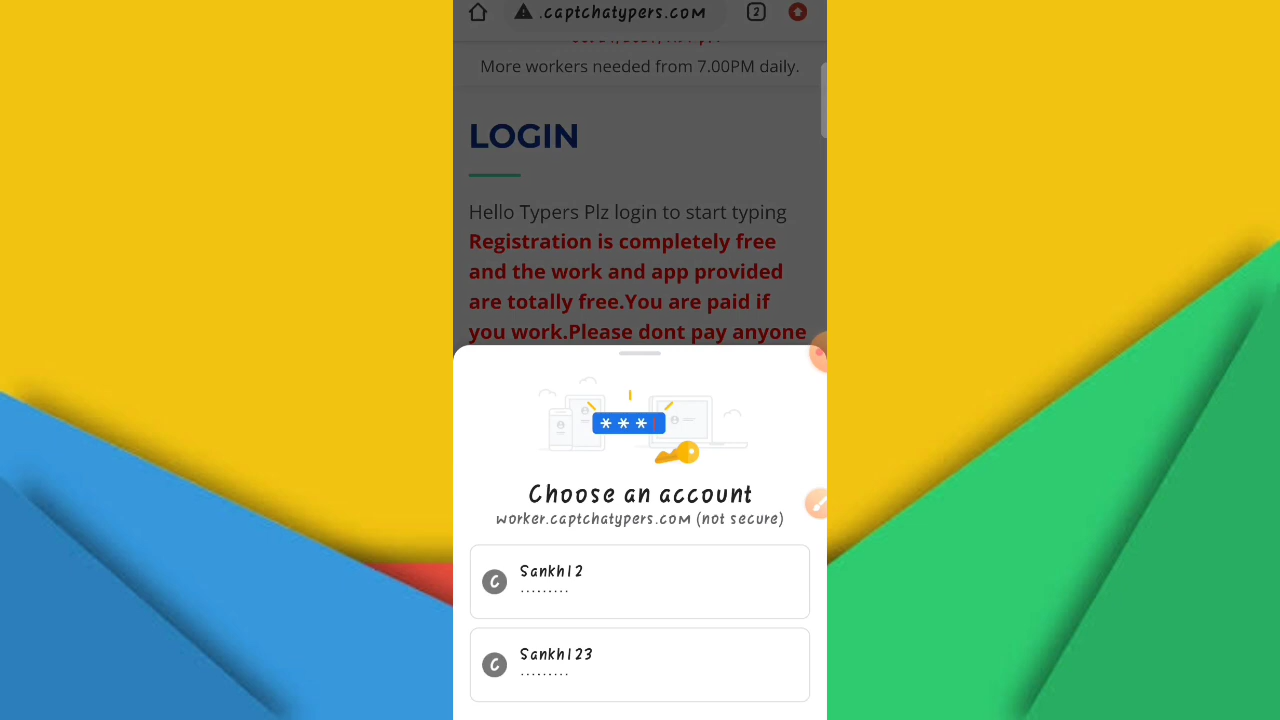 .captchatypers.com 2
More workers needed from 7.00PM daily.
LOGIN
Hello Typers Plz login to start typing
Registration is completely free
and the work and app provided
are totally free.You are paid if
you work.Please dont pay anyone
***
Choose an account
worker.captchatypers.com (not secure)
C Sankh12
.........
C Sankh123
.........